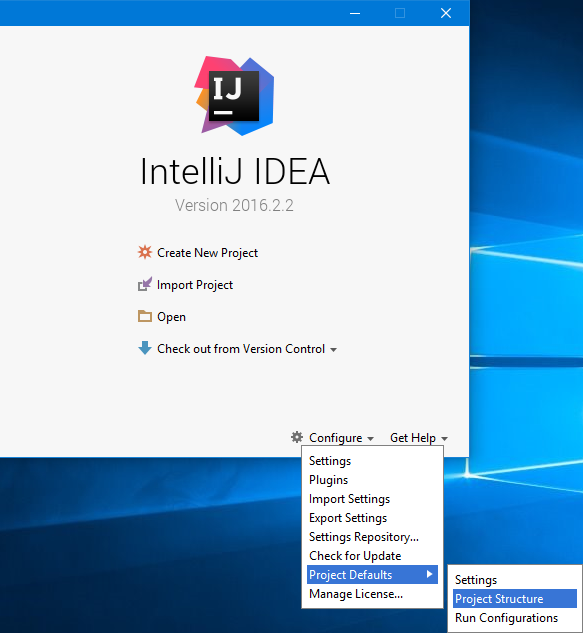 IJ
IntelliJ IDEA
Version 2016.2.2
Create New Project
Import Project
Open
Check out from Version Control
Configure
Get Help
Settings
Plugins
Import Settings
Export Settings
Settings Repository...
Check for Update
Project Defaults
Manage License...
Settings
Project Structure
Run Configurations